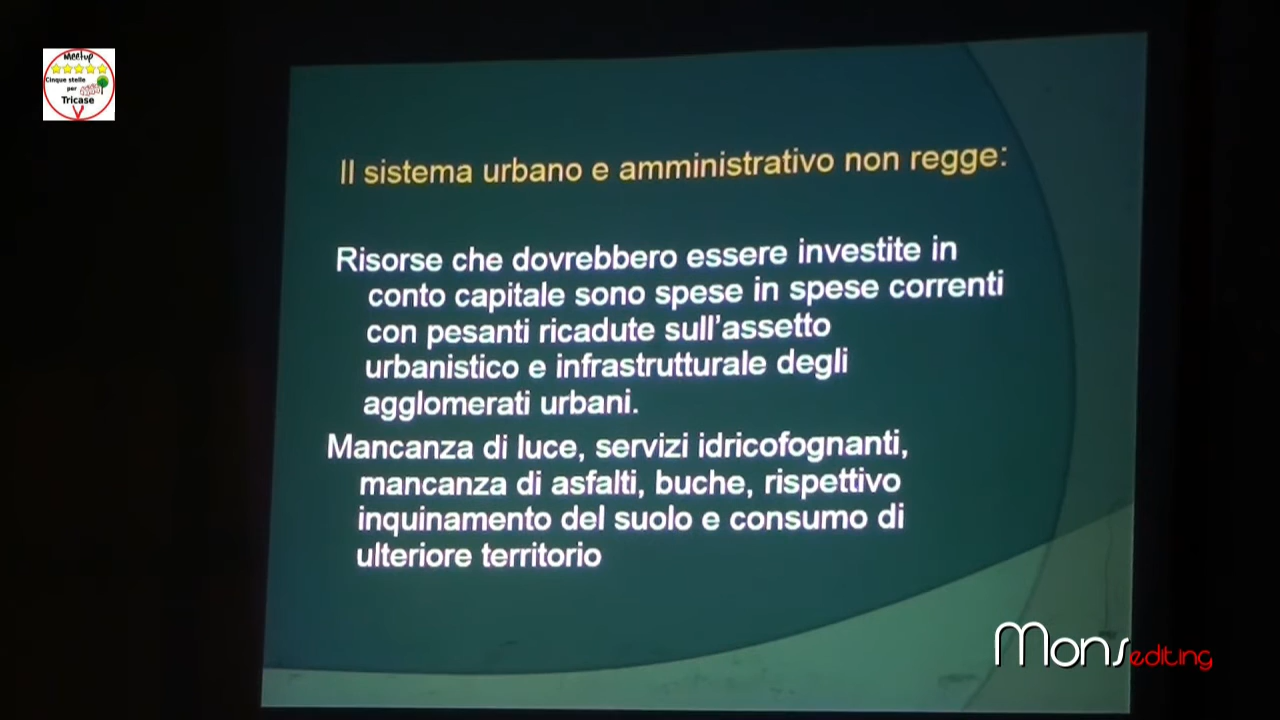 Meetup
Cinque stelle
per
Tricase
Il sistema urbano e amministrativo non regge:
Risorse che dovrebbero essere investite in
conto capitale sono spese in spese correnti
con pesanti ricadute sull'assetto
urbanistico e infrastrutturale degli
agglomerati urbani.
Mancanza di luce, servizi idricofognanti,
mancanza di asfalti, buche, rispettivo
inquinamento del suolo e consumo di
ulteriore territorio
Mons editing